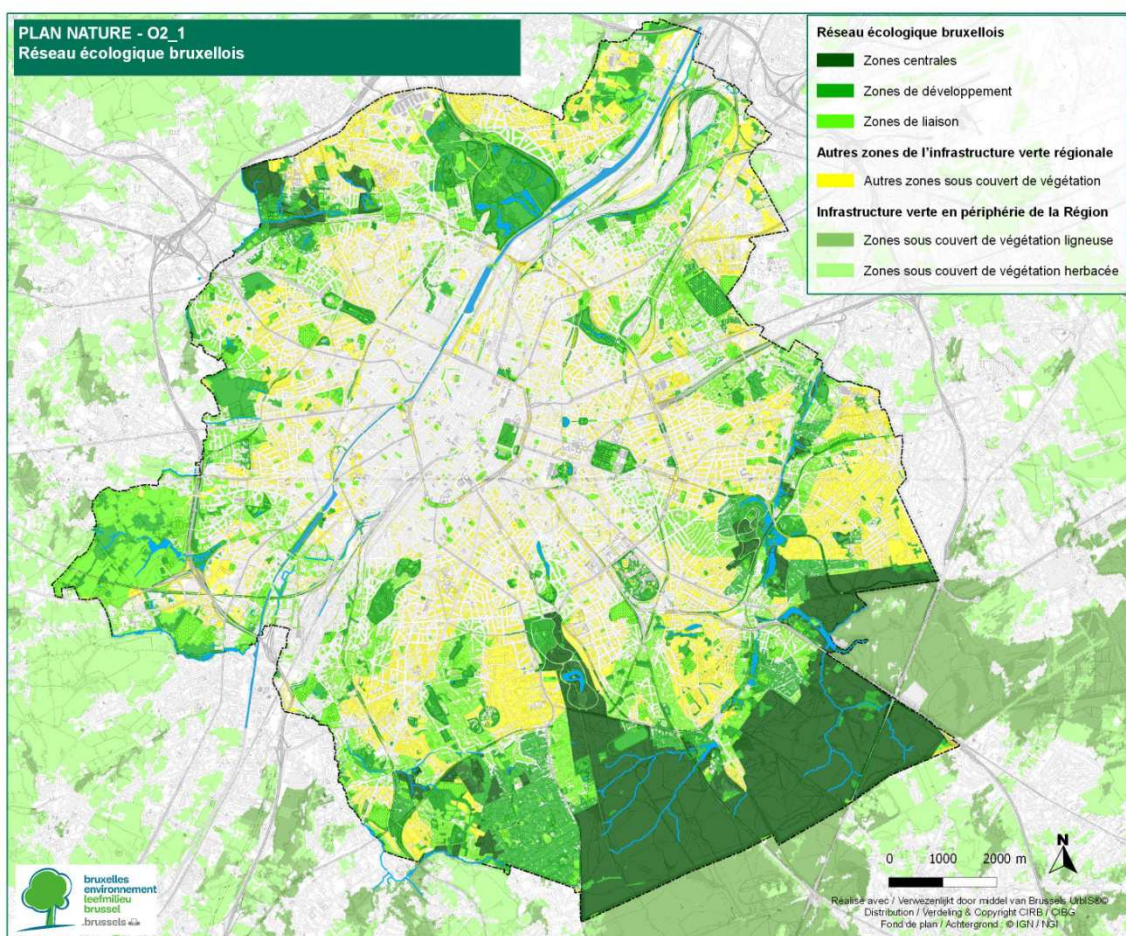 PLAN NATURE - O2_1
Réseau écologique bruxellois
Réseau écologique bruxellois
Zones centrales
Zones de développement
Zones de liaison
Autres zones de l'infrastructure verte régionale
Autres zones sous couvert de végétation
Infrastructure verte en périphérie de la Région
Zones sous couvert de végétation ligneuse
Zones sous couvert de végétation herbacée
bruxelles
environnement
leefmilieu
brussel
.brussels
N
0 1000 2000 m
Réalisé avec / Verwezenlijkt door middel van Brussels UrbIS®©
Distribution / Verdeling & Copyright CIRB / CIBG
Fond de plan / Achtergrond : © IGN / NGI